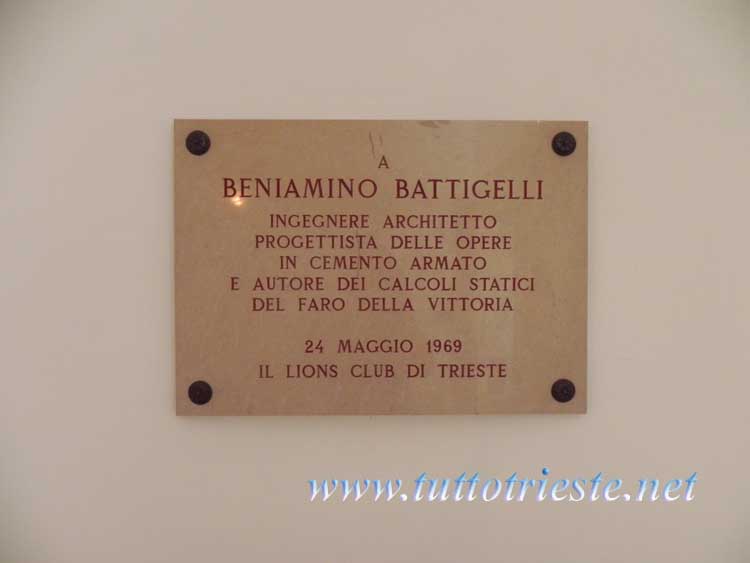 A
BENIAMINO BATTIGELLI
INGEGNERE ARCHITETTO
PROGETTISTA DELLE OPERE
IN CEMENTO ARMATO
E AUTORE DEI CALCOLI STATICI
DEL FARO DELLA VITTORIA
24 MAGGIO 1969
IL LIONS CLUB DI TRIESTE
www.tuttotrieste.net